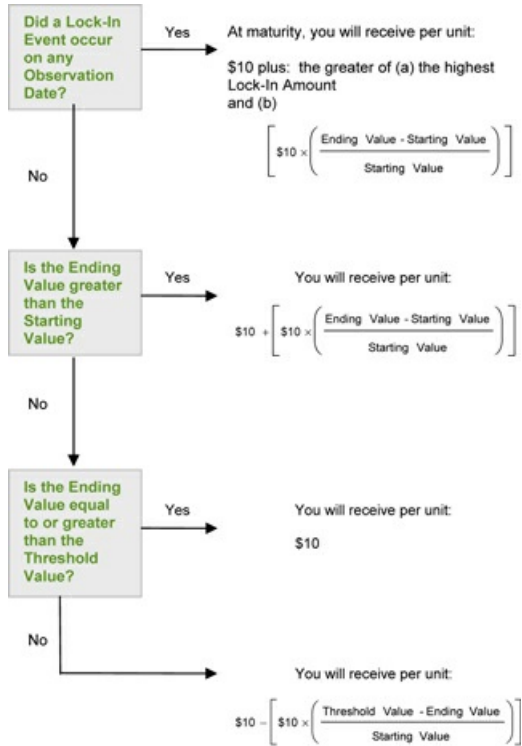 Did a Lock-In
Event occur
on any
Observation
Date?
Yes
At maturity, you will receive per unit:
$10 plus: the greater of (a) the highest
Lock-In Amount
and (b)
[$10 × (Ending Value - Starting Value
Starting Value)]
No
Is the Ending
Value greater
than the
Starting
Value?
Yes
You will receive per unit:
$10 + [$10 × (Ending Value - Starting Value
Starting Value)]
No
Is the Ending
Value equal
to or greater
than the
Threshold
Value?
Yes
You will receive per unit:
$10
No
You will receive per unit:
$10 − [$10 × (Threshold Value - Ending Value
Starting Value)]